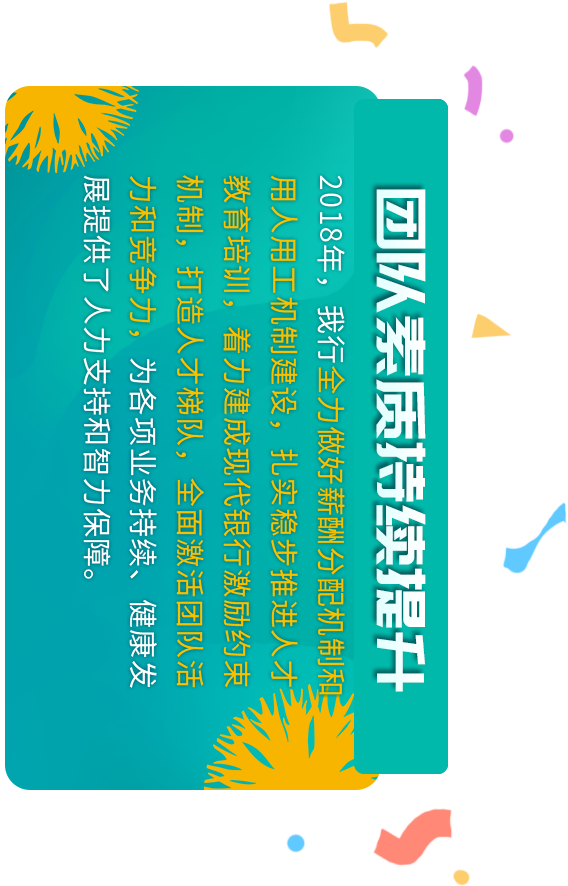 团队素质持续提升
2018年，我行全力做好薪酬分配机制和
用人用工机制建设，扎实稳步推进人才
教育培训，着力建成现代银行激励约束
机制，打造人才梯队，全面激活团队活
力和竞争力，为各项业务持续、健康发
展提供了人力支持和智力保障。